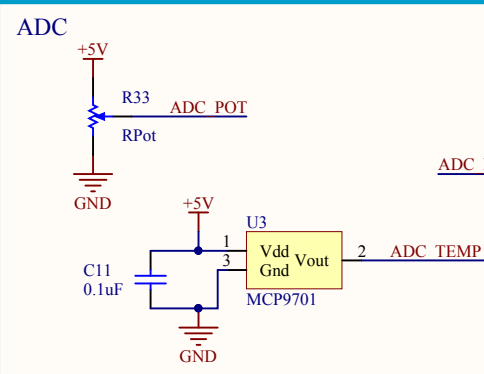 ADC
+5V
R33
ADC_POT
RPot
GND
ADC_
+5V
U3
1
Vdd
2
ADC_TEMP
3
Gnd
Vout
C11
0.1uF
MCP9701
GND